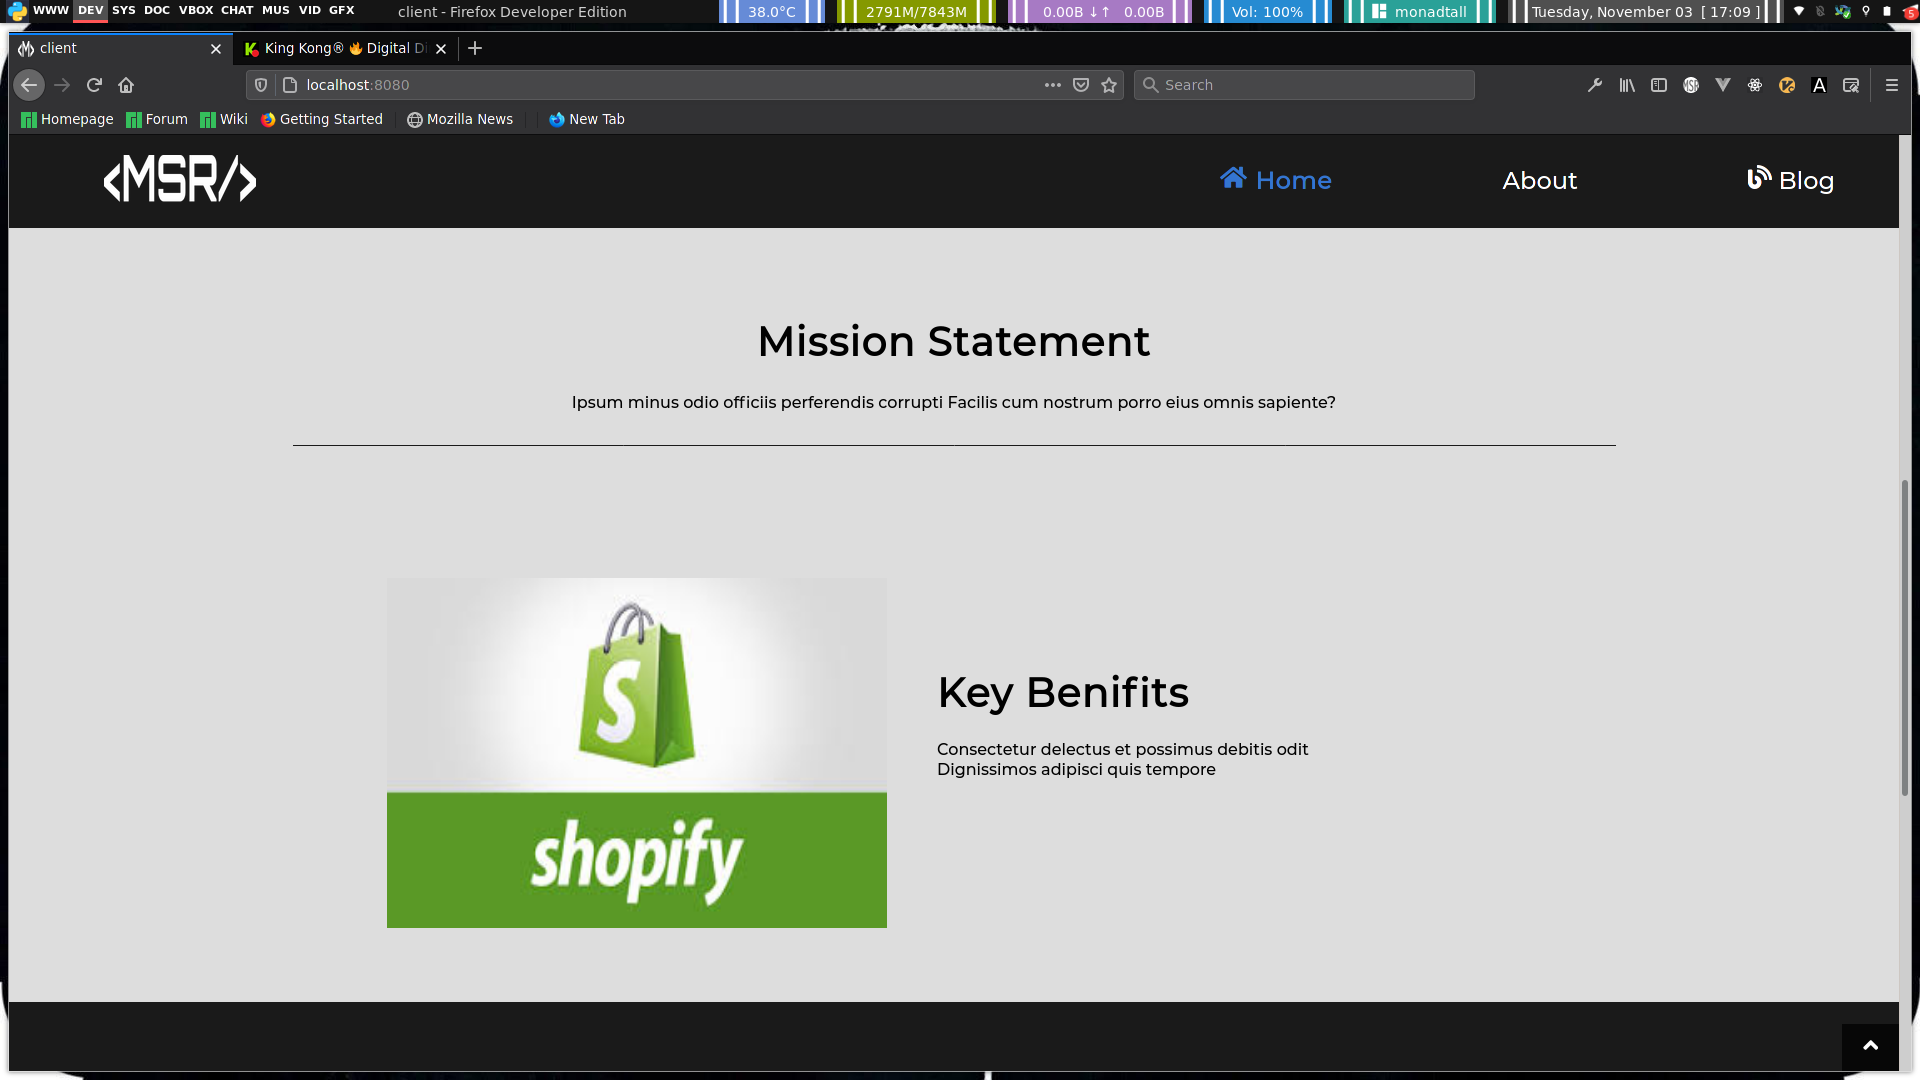 WWW DEV SYS DOC VBOX CHAT MUS VID GFX client - Firefox Developer Edition 38.0°C 2791M/7843M 0.00B ↓↑ 0.00B Vol: 100% monadtall Tuesday, November 03 [ 17:09 ] 5
client King Kong® 🔥 Digital Di
localhost:8080 Search
Homepage Forum Wiki Getting Started Mozilla News New Tab
<MSR/> Home About Blog
Mission Statement
Ipsum minus odio officiis perferendis corrupti Facilis cum nostrum porro eius omnis sapiente?
S
shopify
Key Benifits
Consectetur delectus et possimus debitis odit
Dignissimos adipisci quis tempore